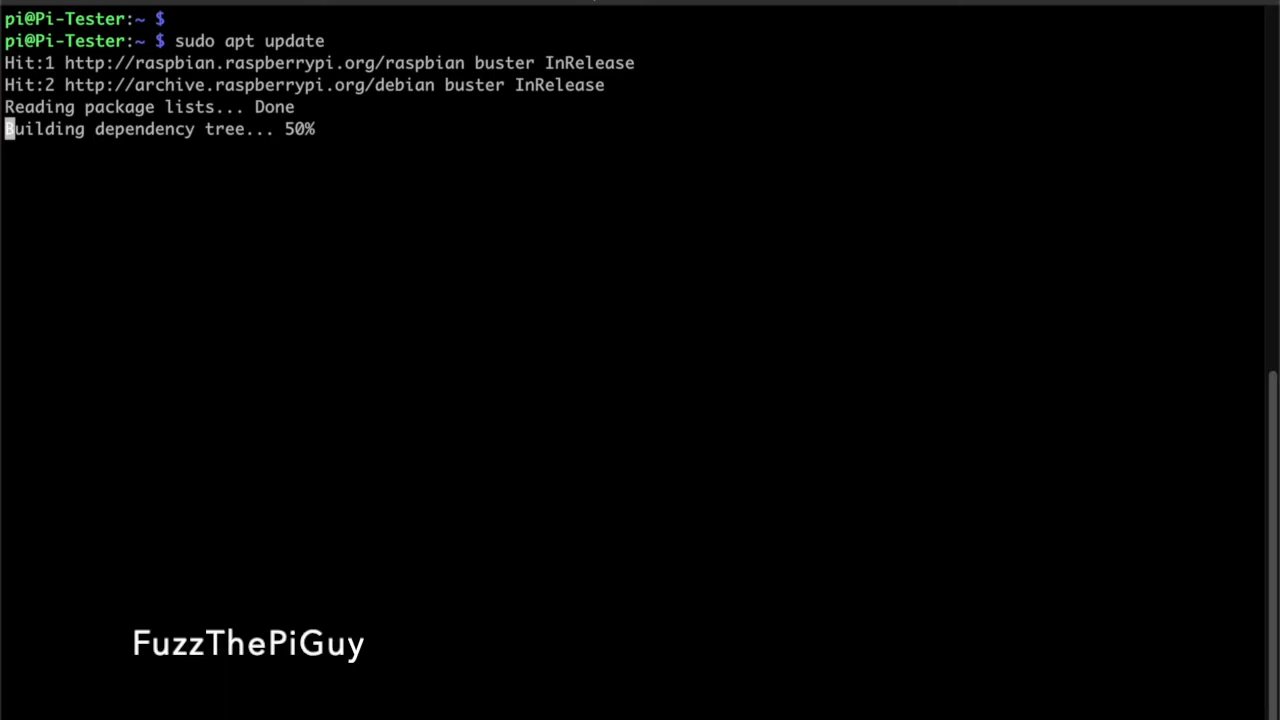 pi@Pi-Tester:~ $
pi@Pi-Tester:~ $ sudo apt update
Hit:1 http://raspbian.raspberrypi.org/raspbian buster InRelease
Hit:2 http://archive.raspberrypi.org/debian buster InRelease
Reading package lists... Done
Building dependency tree... 50%
FuzzThePiGuy